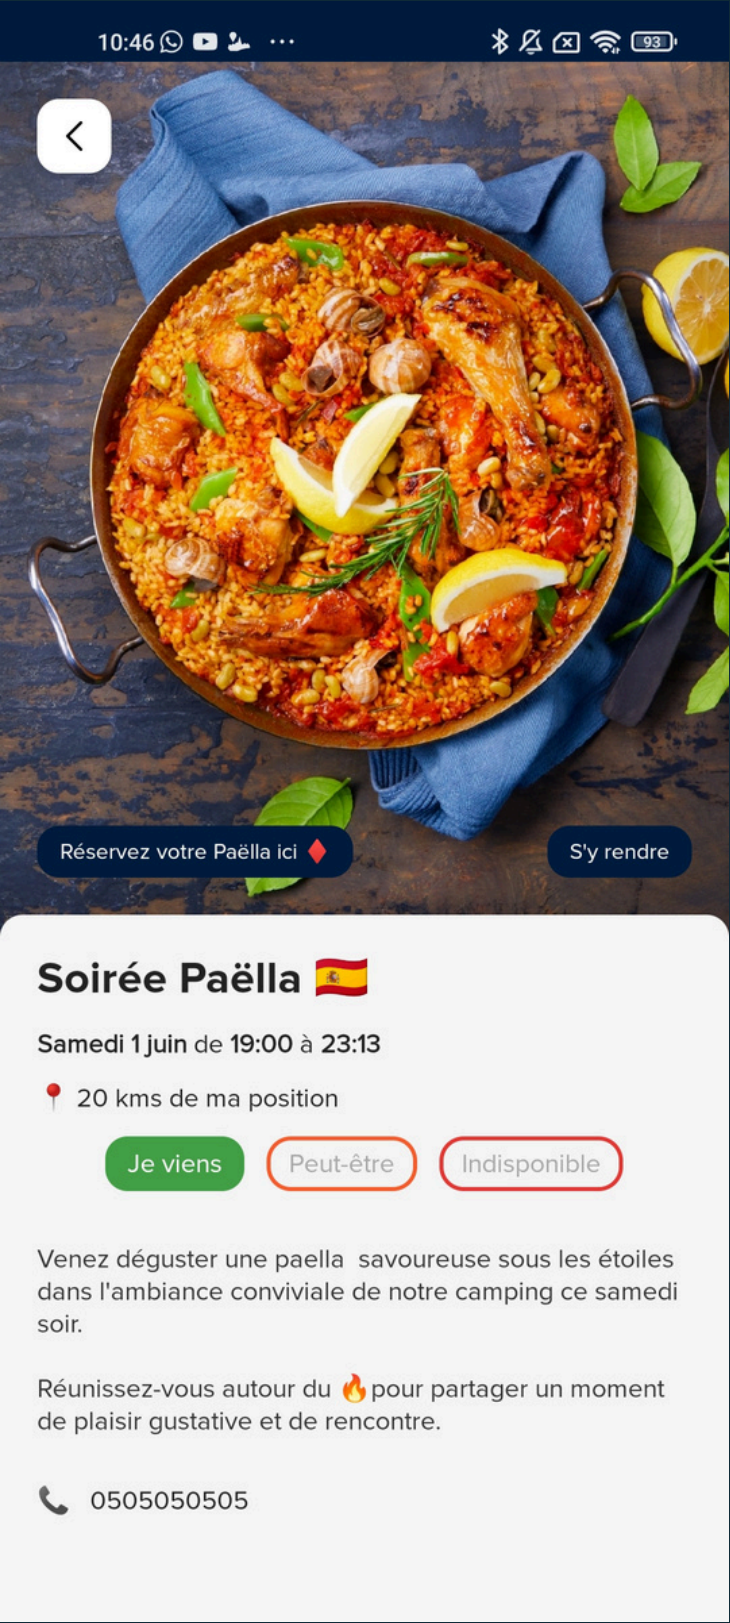 10:46
93
Réservez votre Paëlla ici ♦️
S'y rendre
Soirée Paëlla 🇪🇸
Samedi 1 juin de 19:00 à 23:13
📍 20 kms de ma position
Je viens
Peut-être
Indisponible
Venez déguster une paella  savoureuse sous les étoiles
dans l'ambiance conviviale de notre camping ce samedi
soir.
Réunissez-vous autour du 🔥pour partager un moment
de plaisir gustative et de rencontre.
📞 0505050505